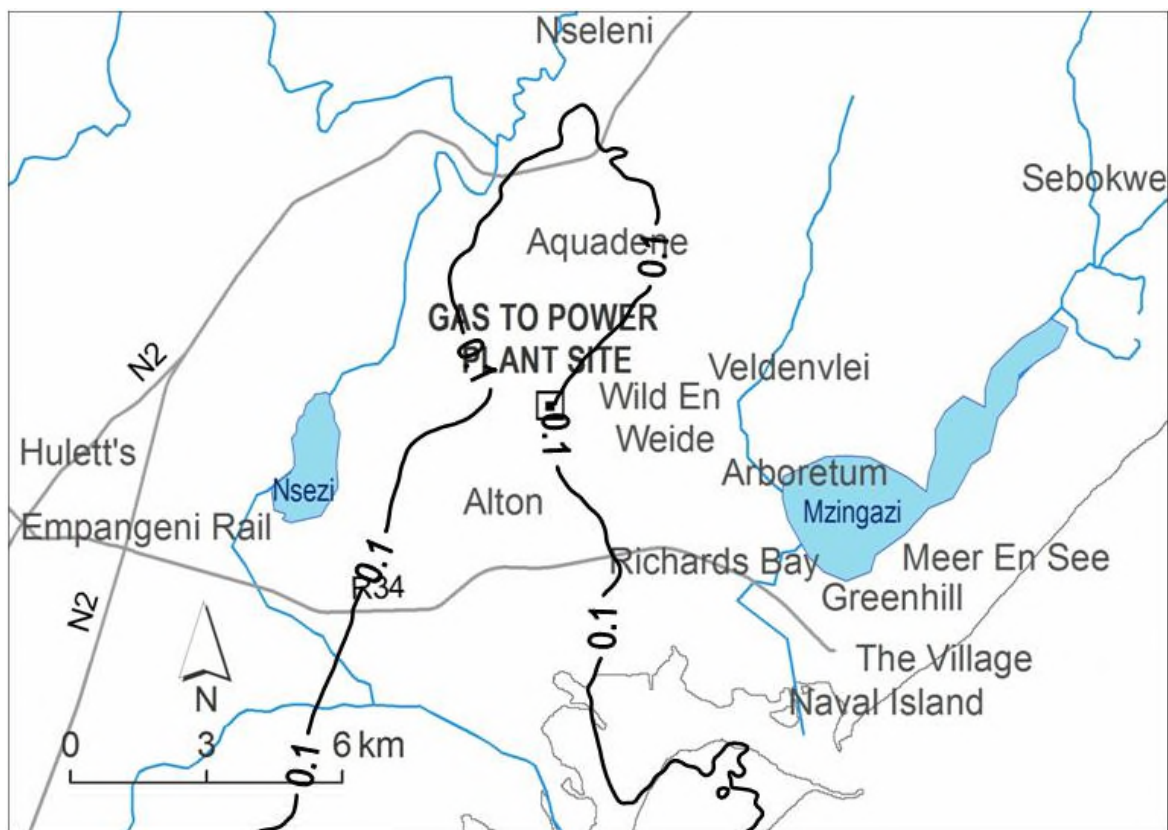 Nseleni
Sebokwe
Aquadene
0.1
GAS TO POWER
PLANT SITE
0.1
N2
Veldenvlei
Wild En
Weide
0.1
Hulett's
Arboretum
Nsezi
Alton
Mzingazi
Empangeni Rail
0.1
R34
Richards Bay
Meer En See
Greenhill
N2
0.1
The Village
N
Naval Island
0 3 6 km
0.1